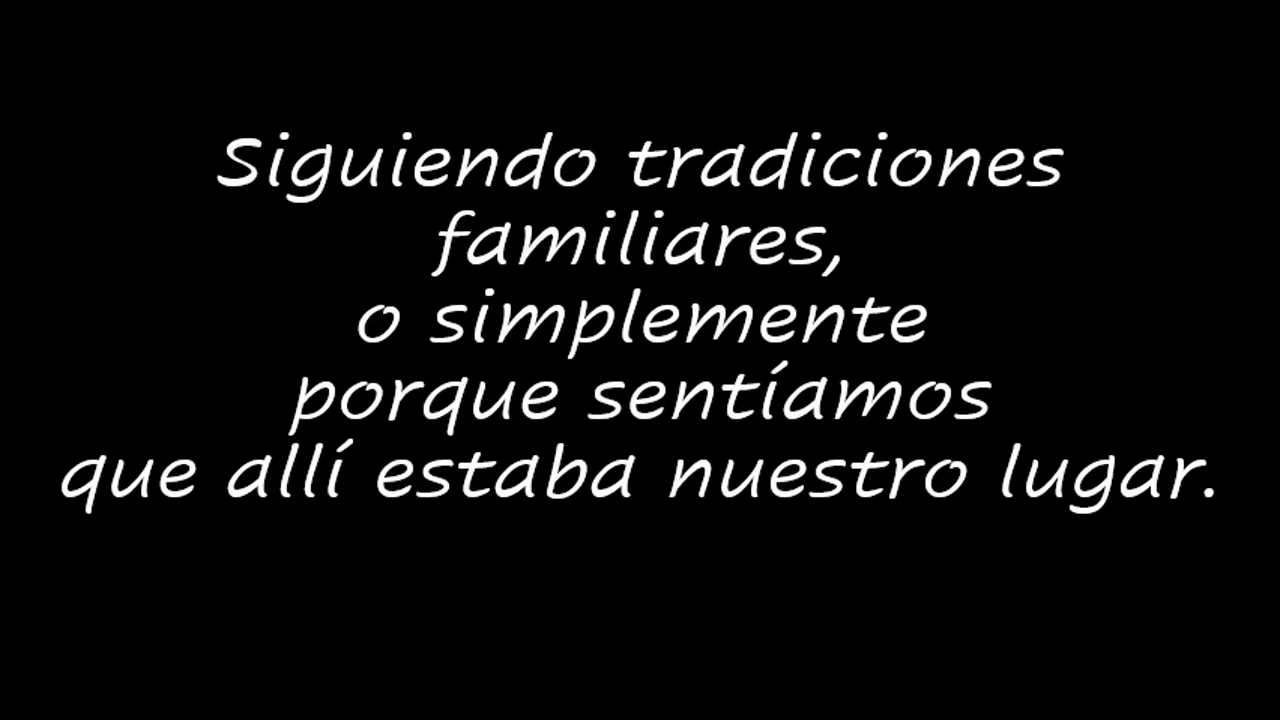 Siguiendo tradiciones
familiares,
o simplemente
porque sentíamos
que allí estaba nuestro lugar.